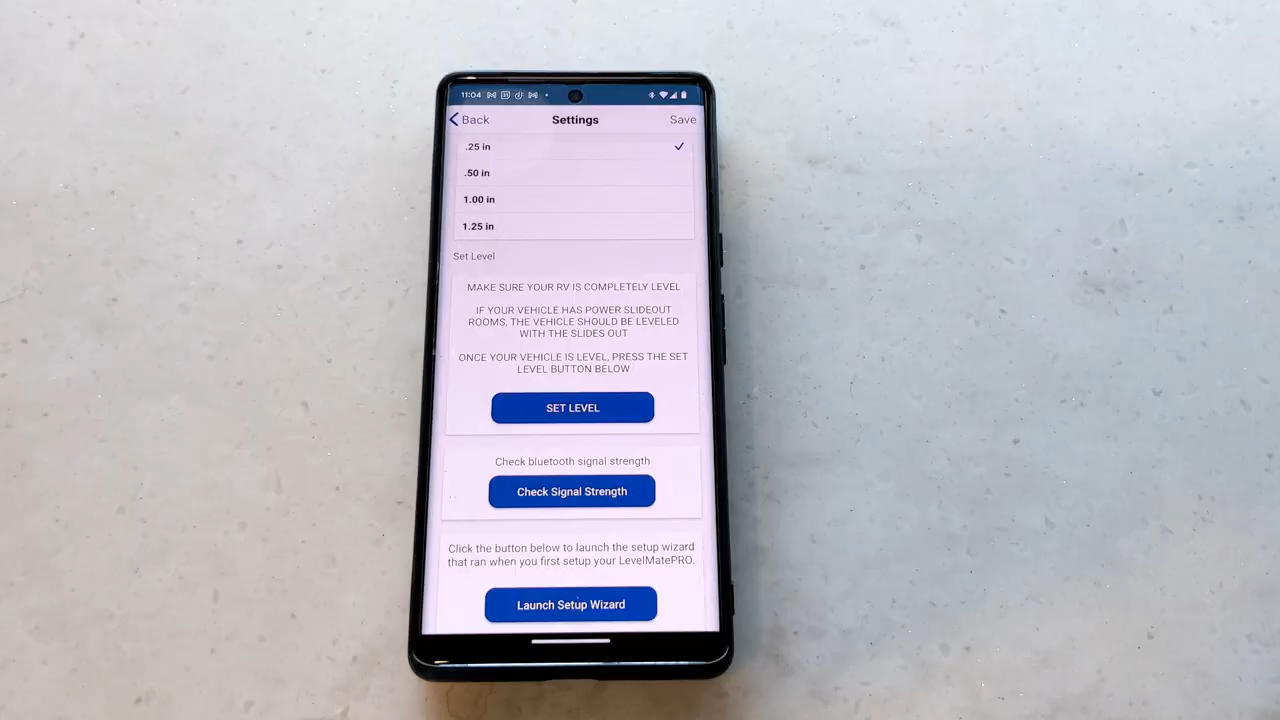 11:04
Back Settings Save
.25 in
.50 in
1.00 in
1.25 in
Set Level
MAKE SURE YOUR RV IS COMPLETELY LEVEL
IF YOUR VEHICLE HAS POWER SLIDEOUT
ROOMS, THE VEHICLE SHOULD BE LEVELED
WITH THE SLIDES OUT
ONCE YOUR VEHICLE IS LEVEL, PRESS THE SET
LEVEL BUTTON BELOW
SET LEVEL
Check bluetooth signal strength
Check Signal Strength
Click the button below to launch the setup wizard
that ran when you first setup your LevelMatePRO.
Launch Setup Wizard